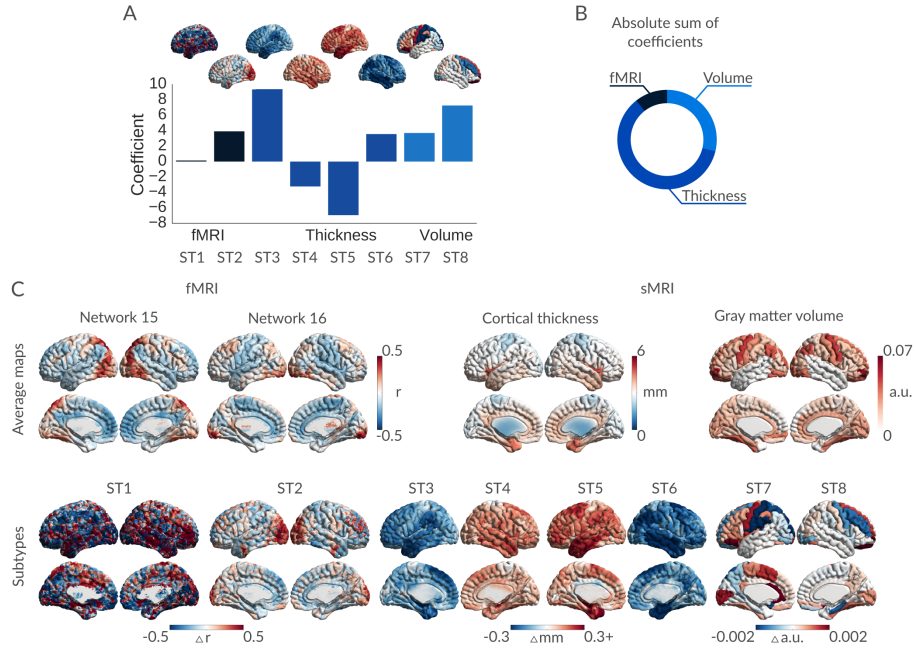 A
10
8
6
4
2
0
−2
−4
−6
−8
Coefficient
fMRI Thickness Volume
ST1 ST2 ST3 ST4 ST5 ST6 ST7 ST8
B
Absolute sum of
coefficients
fMRI Volume
Thickness
C
fMRI sMRI
Network 15 Network 16 Cortical thickness Gray matter volume
Average maps
0.5
r
-0.5
6
mm
0
0.07
a.u.
0
ST1 ST2 ST3 ST4 ST5 ST6 ST7 ST8
Subtypes
-0.5 △r 0.5 -0.3 △mm 0.3+ -0.002 △a.u. 0.002